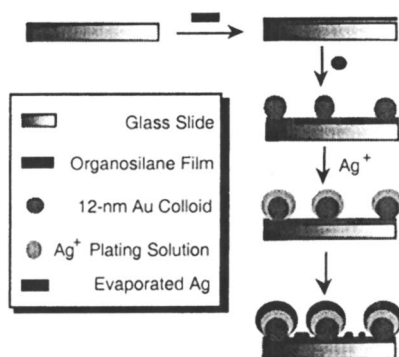 Ag+
Glass Slide
Organosilane Film
12-nm Au Colloid
Ag+ Plating Solution
Evaporated Ag